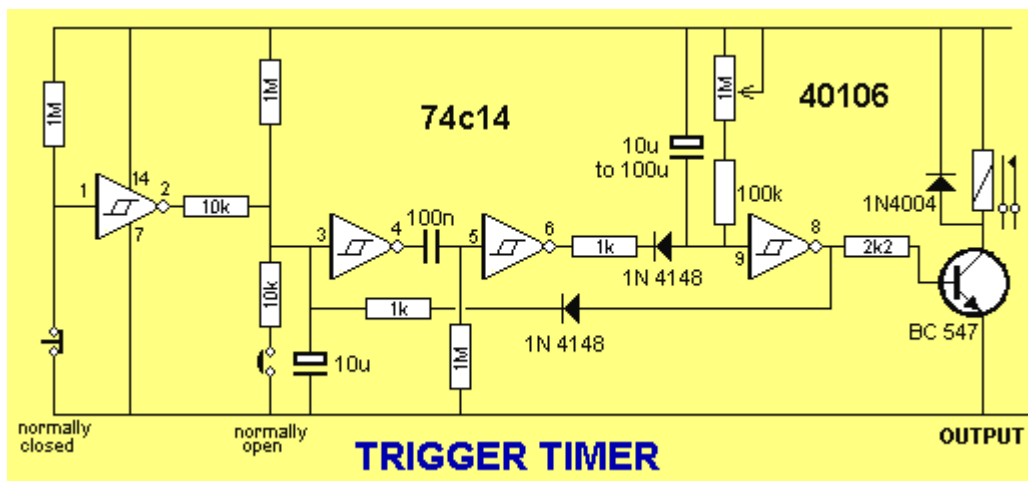 1M
1M
1M
74c14
40106
10u
to 100u
100k
1
14
2
7
10k
3
4
100n
5
6
1k
1N 4148
9
8
2k2
1N4004
BC 547
10k
1k
1N 4148
10u
1M
normally
closed
normally
open
TRIGGER TIMER
OUTPUT